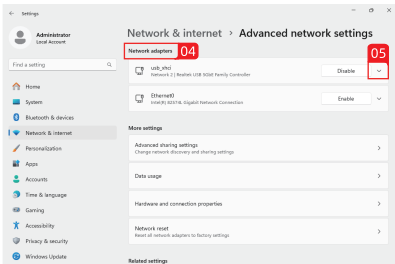 Settings
Administrator
Local Account
Find a setting
Home
System
Bluetooth & devices
Network & internet
Personalization
Apps
Accounts
Time & language
Gaming
Accessibility
Privacy & security
Windows Update
Network & internet > Advanced network settings
Network adapters 04
05
usb_xhci
Network 2 | Realtek USB 5GbE Family Controller
Disable
Ethernet0
Intel(R) 82574L Gigabit Network Connection
Enable
More settings
Advanced sharing settings
Change network discovery and sharing settings
Data usage
Hardware and connection properties
Network reset
Reset all network adapters to factory settings
Related settings